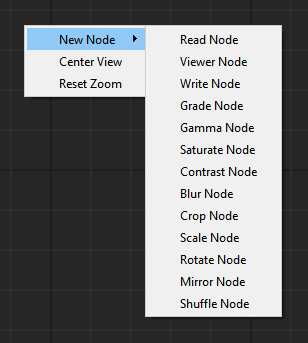 New Node
Center View
Reset Zoom
Read Node
Viewer Node
Write Node
Grade Node
Gamma Node
Saturate Node
Contrast Node
Blur Node
Crop Node
Scale Node
Rotate Node
Mirror Node
Shuffle Node